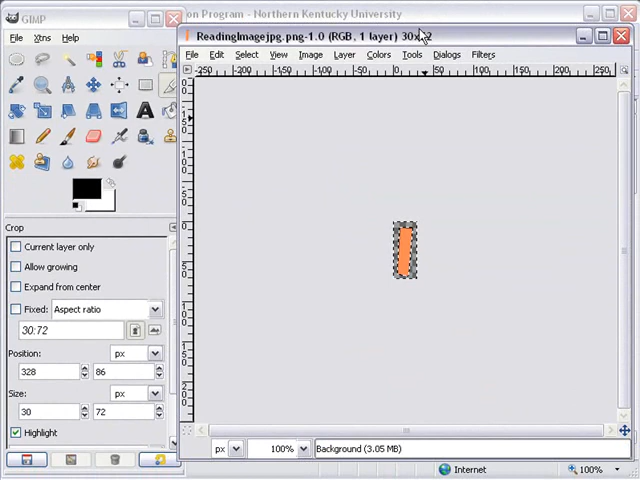 GIMP
on Program - Northern Kentucky University
ReadingImagejpg.png-1.0 (RGB, 1 layer) 30x72
File Help
File Edit Select View Image Layer Colors Tools Dialogs Filters
-250 -200 -150 -100 -50 0 50 100 150 200 250
Crop
Current layer only
Allow growing
Expand from center
Fixed: Aspect ratio
30:72
Position: px
328 86
Size: px
30 72
Highlight
px 100% Background (3.05 MB)
Internet 100%